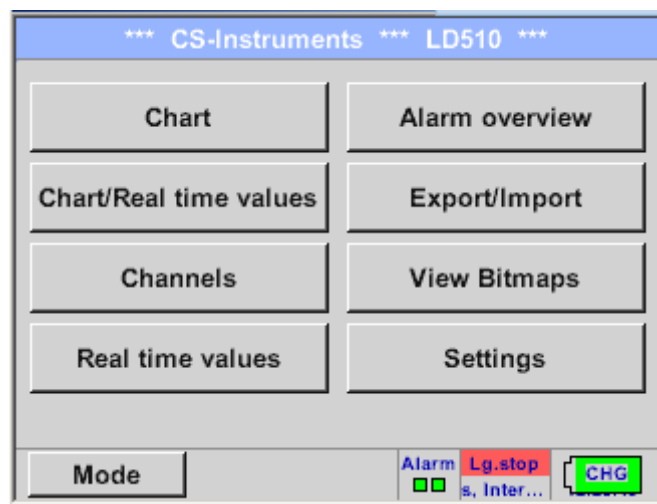 *** CS-Instruments *** LD510 ***
Chart
Alarm overview
Chart/Real time values
Export/Import
Channels
View Bitmaps
Real time values
Settings
Mode
Alarm
Lg.stop
s, Inter...
CHG